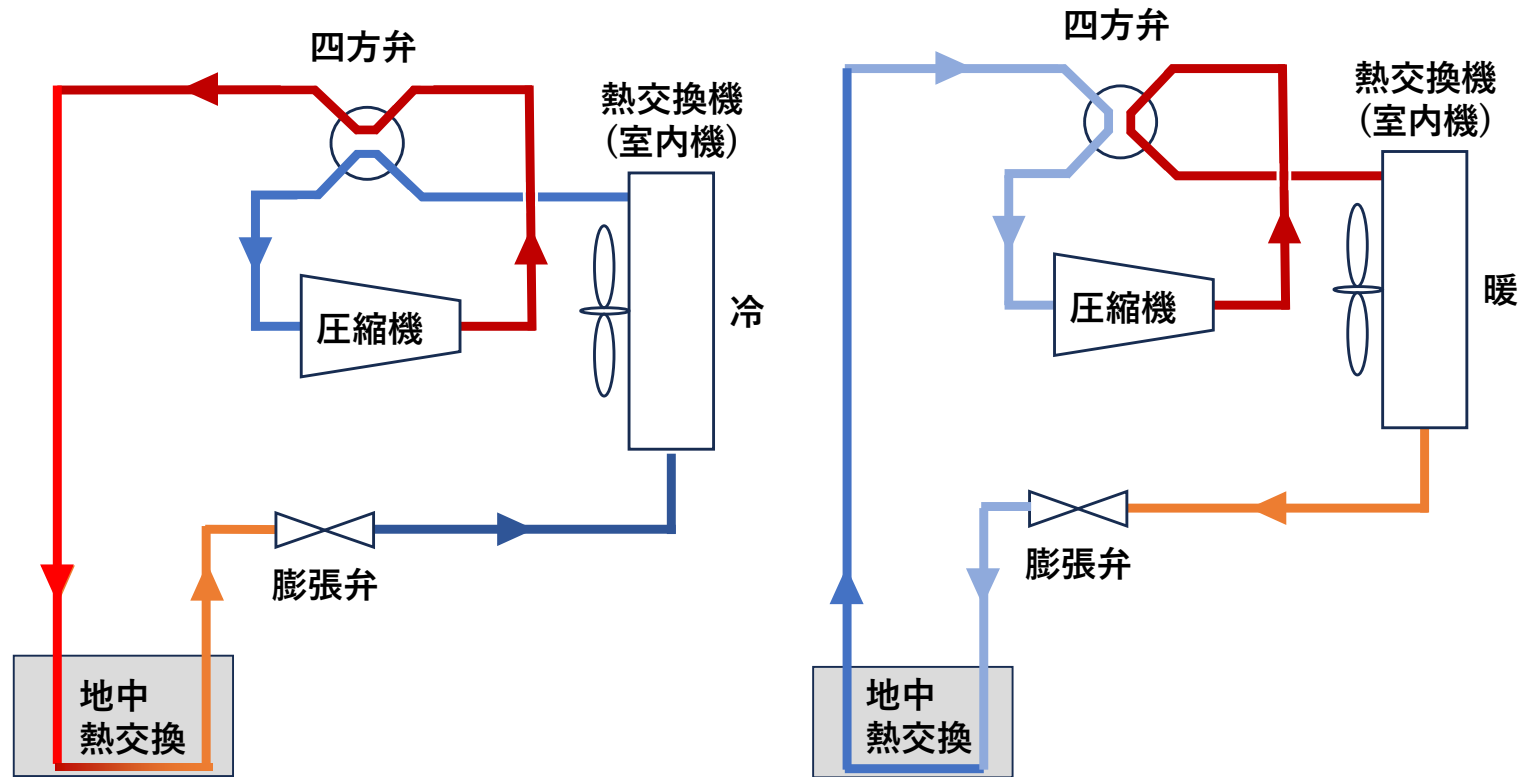 四方弁
熱交換機
(室内機)
圧縮機
冷
膨張弁
地中
熱交換
四方弁
熱交換機
(室内機)
圧縮機
暖
膨張弁
地中
熱交換